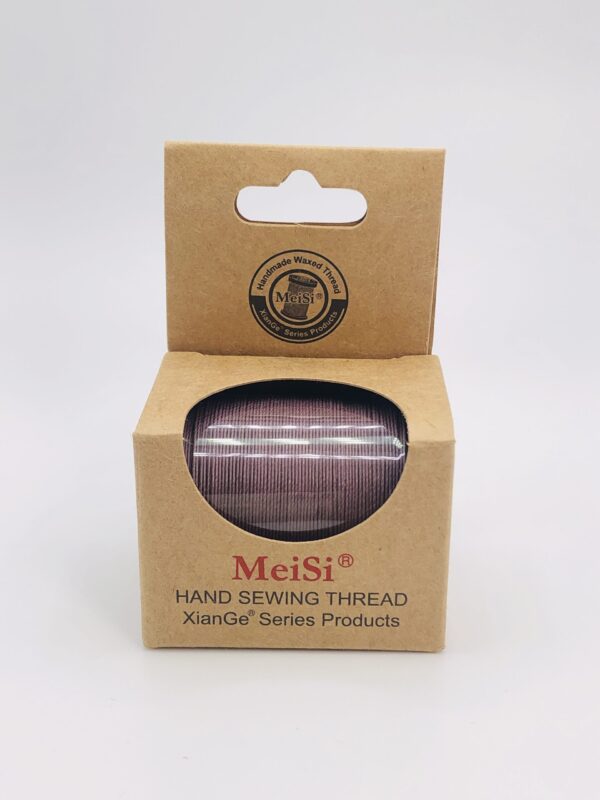 Handmade Waxed Thread
MeiSi®
XianGe® Series Products
MeiSi®
HAND SEWING THREAD
XianGe® Series Products